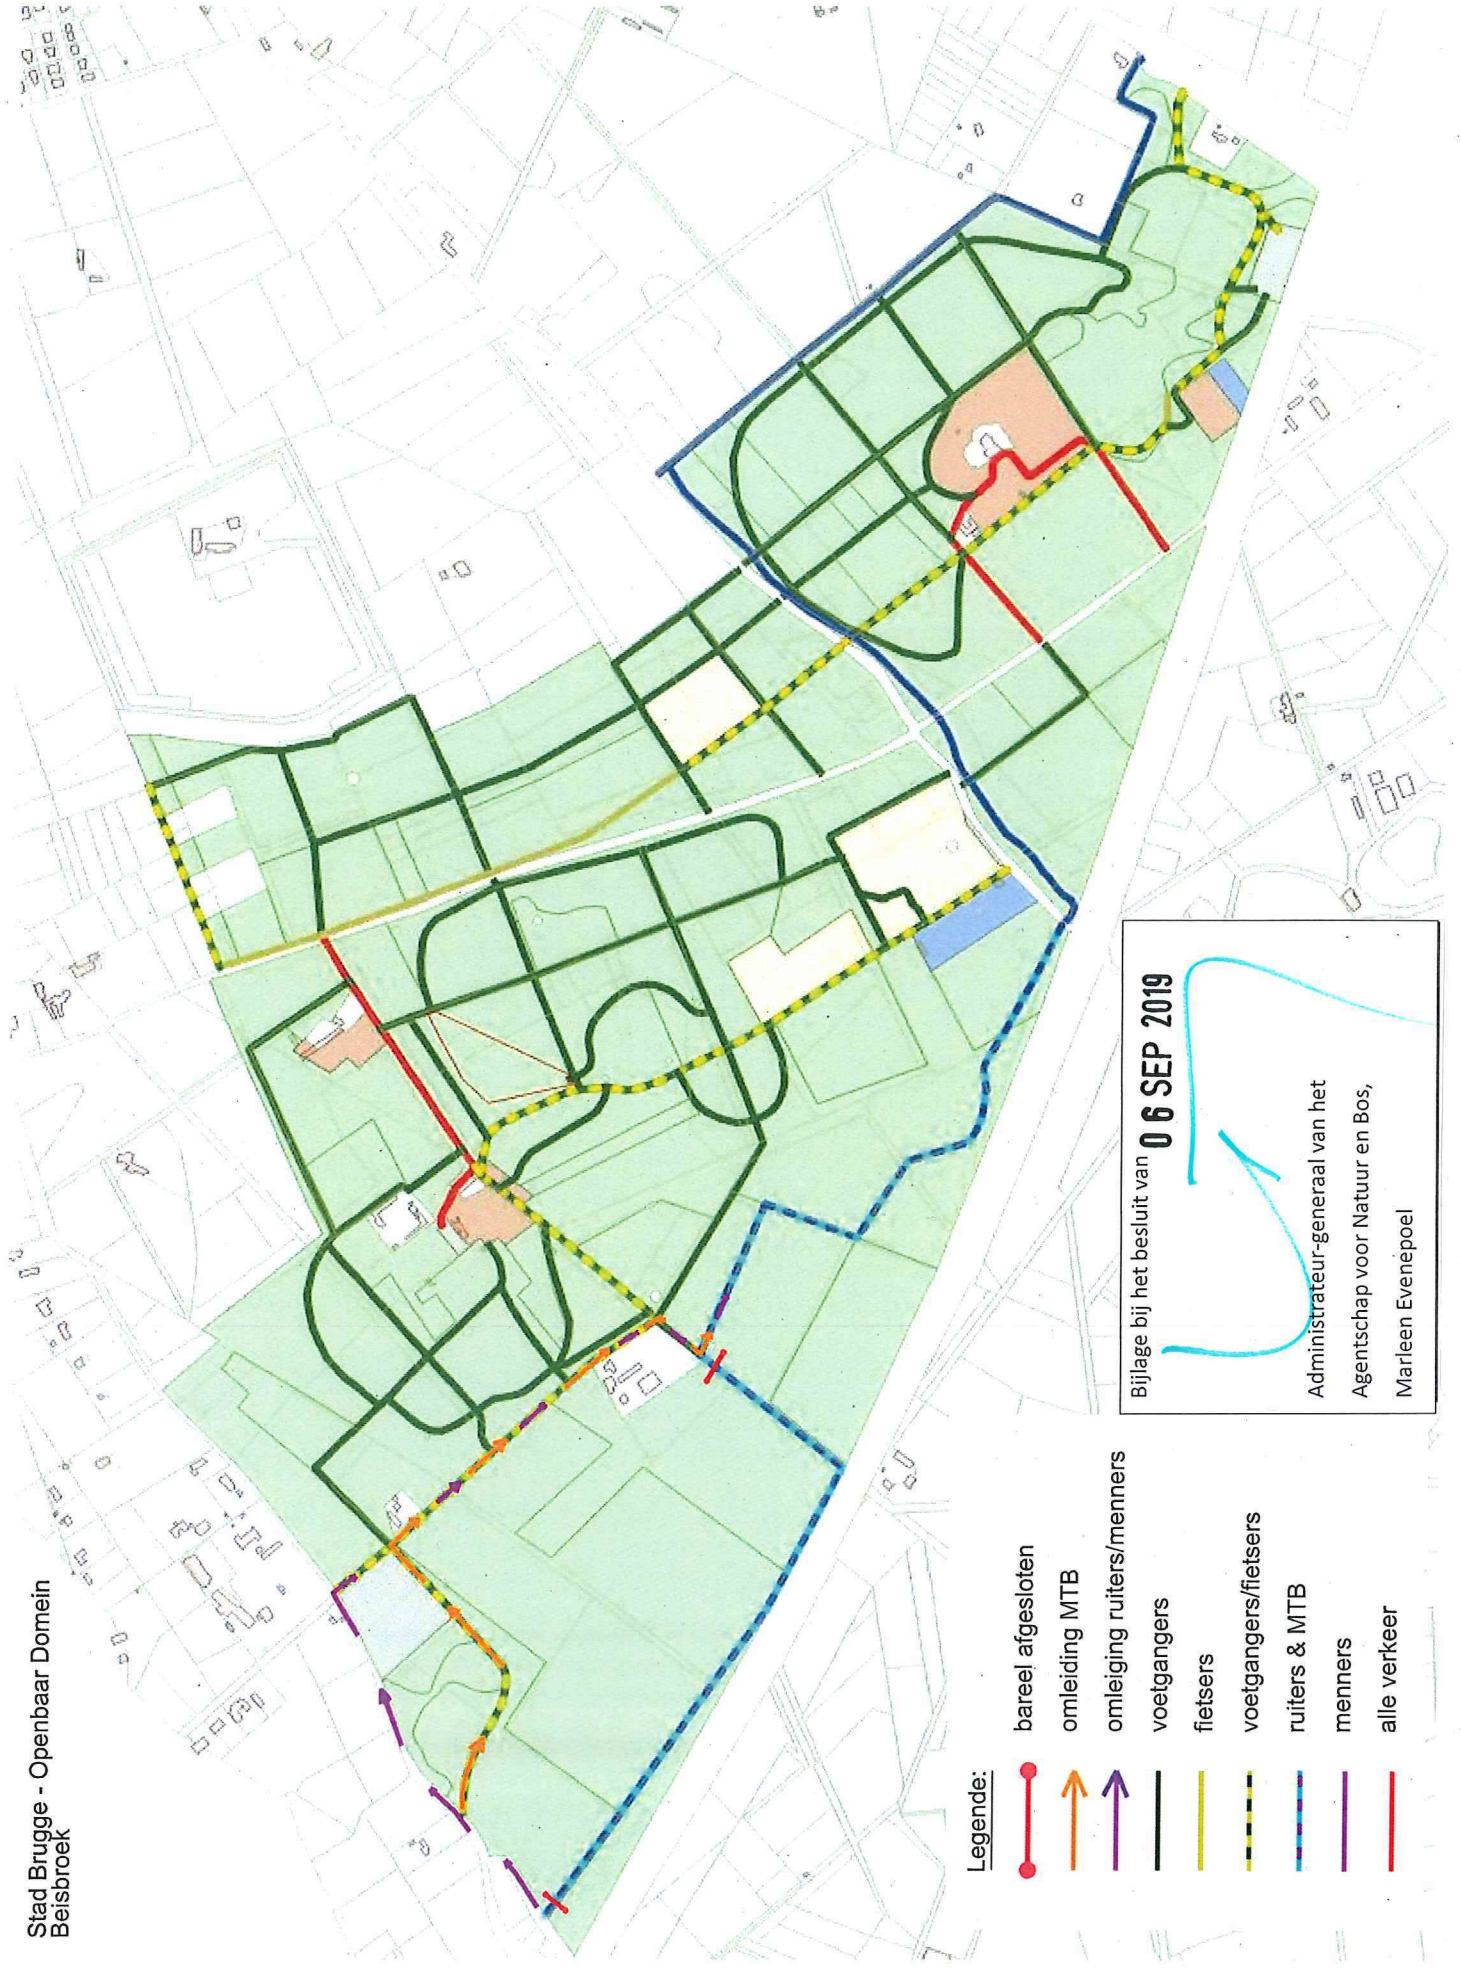 Stad Brugge - Openbaar Domein
Beisbroek
Legende:
bareel afgesloten
omleiding MTB
omleiging ruiters/menners
voetgangers
fietsers
voetgangers/fietsers
ruiters & MTB
menners
alle verkeer
Bijlage bij het besluit van 0 6 SEP 2019
Administrateur-generaal van het
Agentschap voor Natuur en Bos,
Marleen Evenepoel